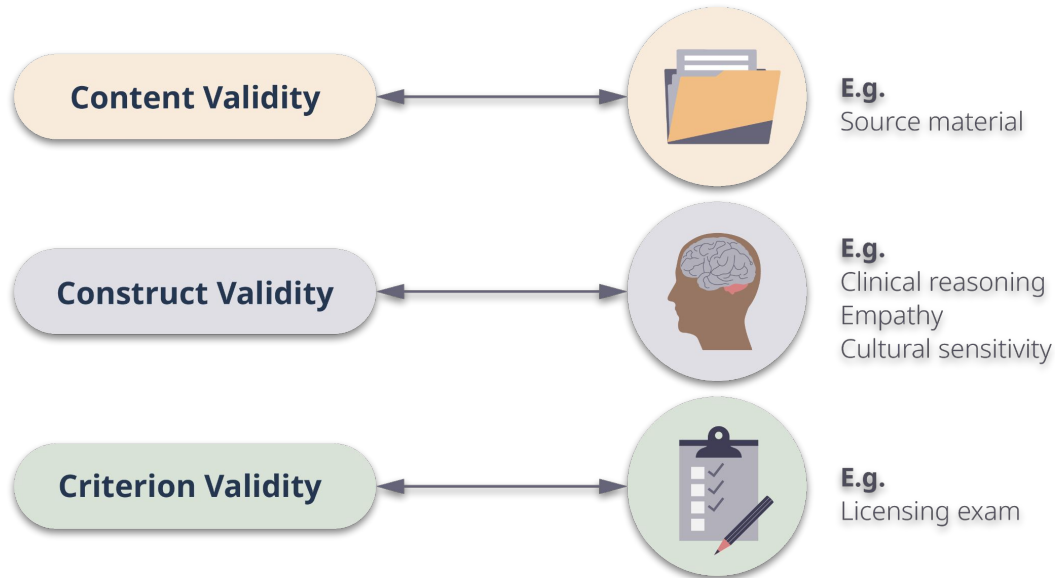 Content Validity
E.g.
Source material
Construct Validity
E.g.
Clinical reasoning
Empathy
Cultural sensitivity
Criterion Validity
E.g.
Licensing exam